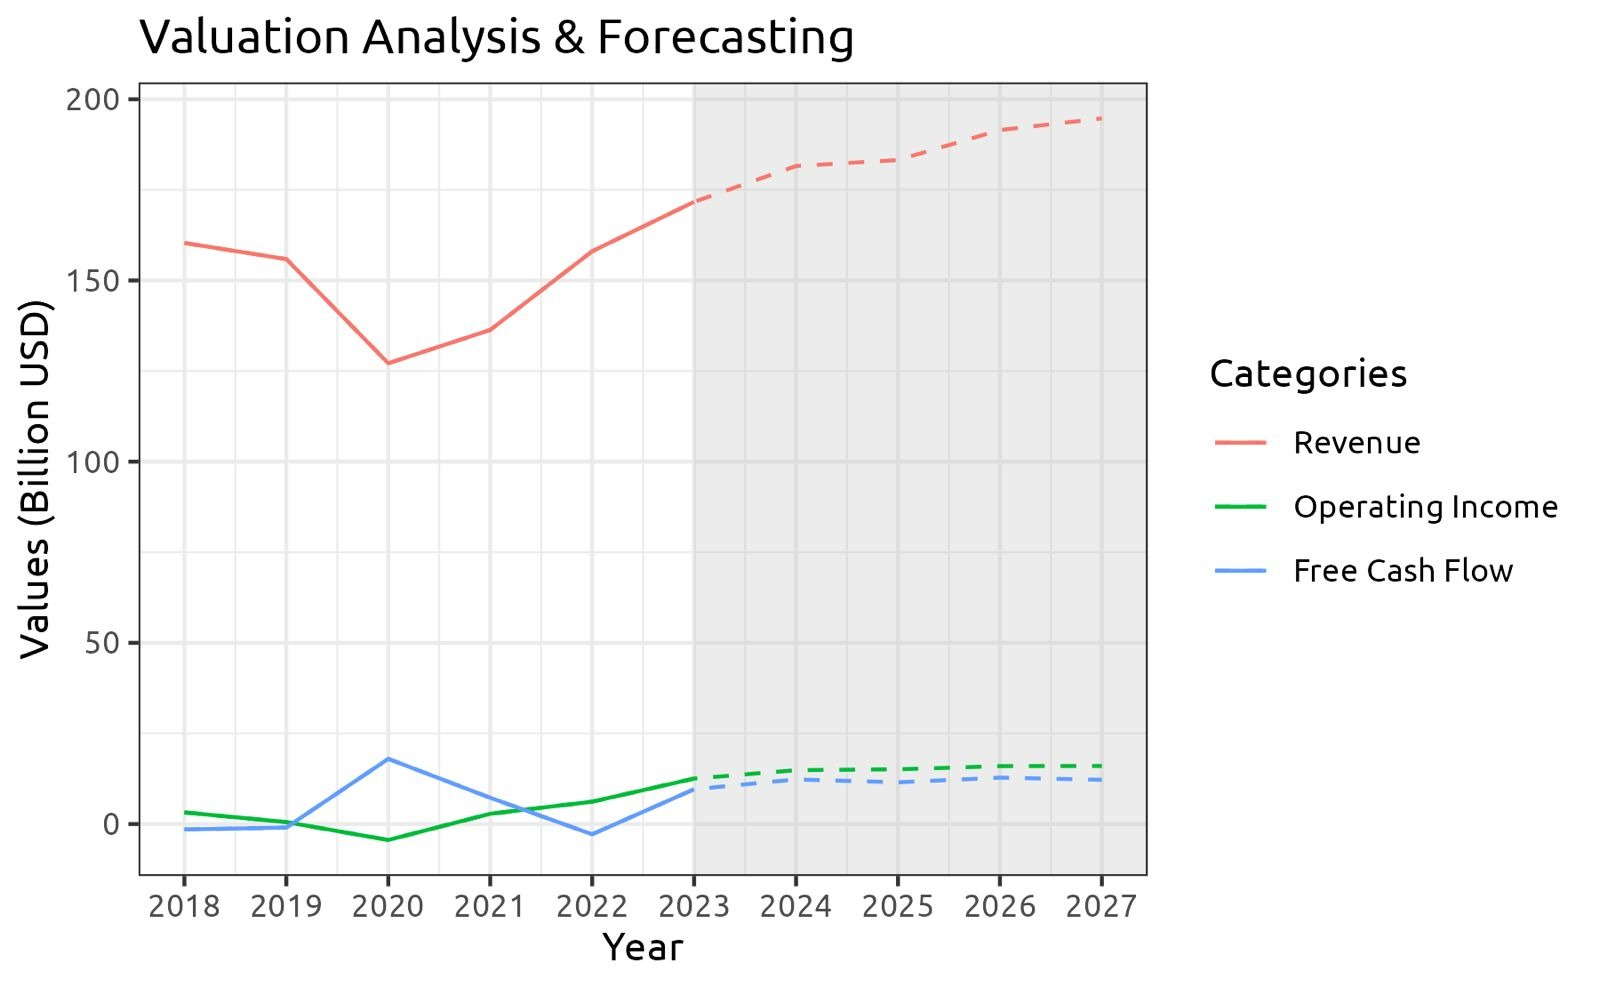 Valuation Analysis & Forecasting
Values (Billion USD)
200
150
100
50
0
2018 2019 2020 2021 2022 2023 2024 2025 2026 2027
Year
Categories
Revenue
Operating Income
Free Cash Flow